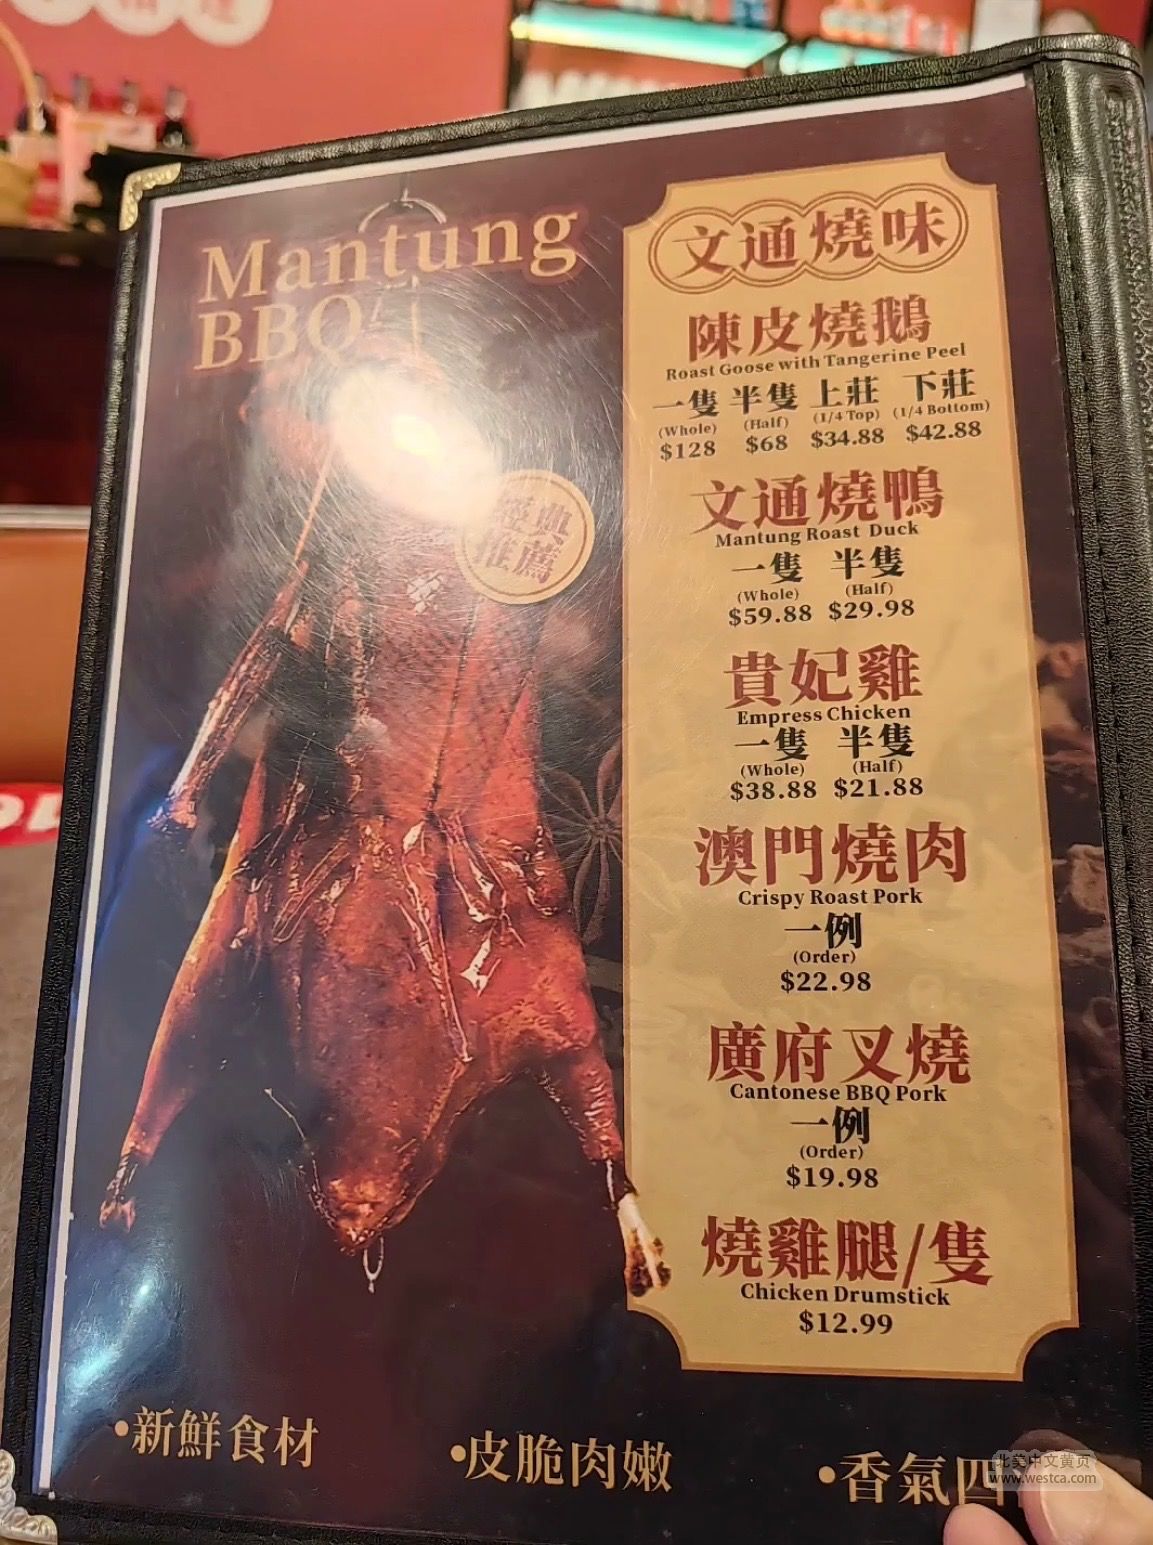 Mantung
BBQ
經典
推薦
文通燒味
陳皮燒鵝
Roast Goose with Tangerine Peel
一隻 半隻 上莊 下莊
(Whole) (Half) (1/4 Top) (1/4 Bottom)
$128 $68 $34.88 $42.88
文通燒鴨
Mantung Roast Duck
一隻 半隻
(Whole) (Half)
$59.88 $29.98
貴妃雞
Empress Chicken
一隻 半隻
(Whole) (Half)
$38.88 $21.88
澳門燒肉
Crispy Roast Pork
一例
(Order)
$22.98
廣府叉燒
Cantonese BBQ Pork
一例
(Order)
$19.98
燒雞腿/隻
Chicken Drumstick
$12.99
•新鮮食材 •皮脆肉嫩 •香氣四
北美中文黄页
www.westca.com